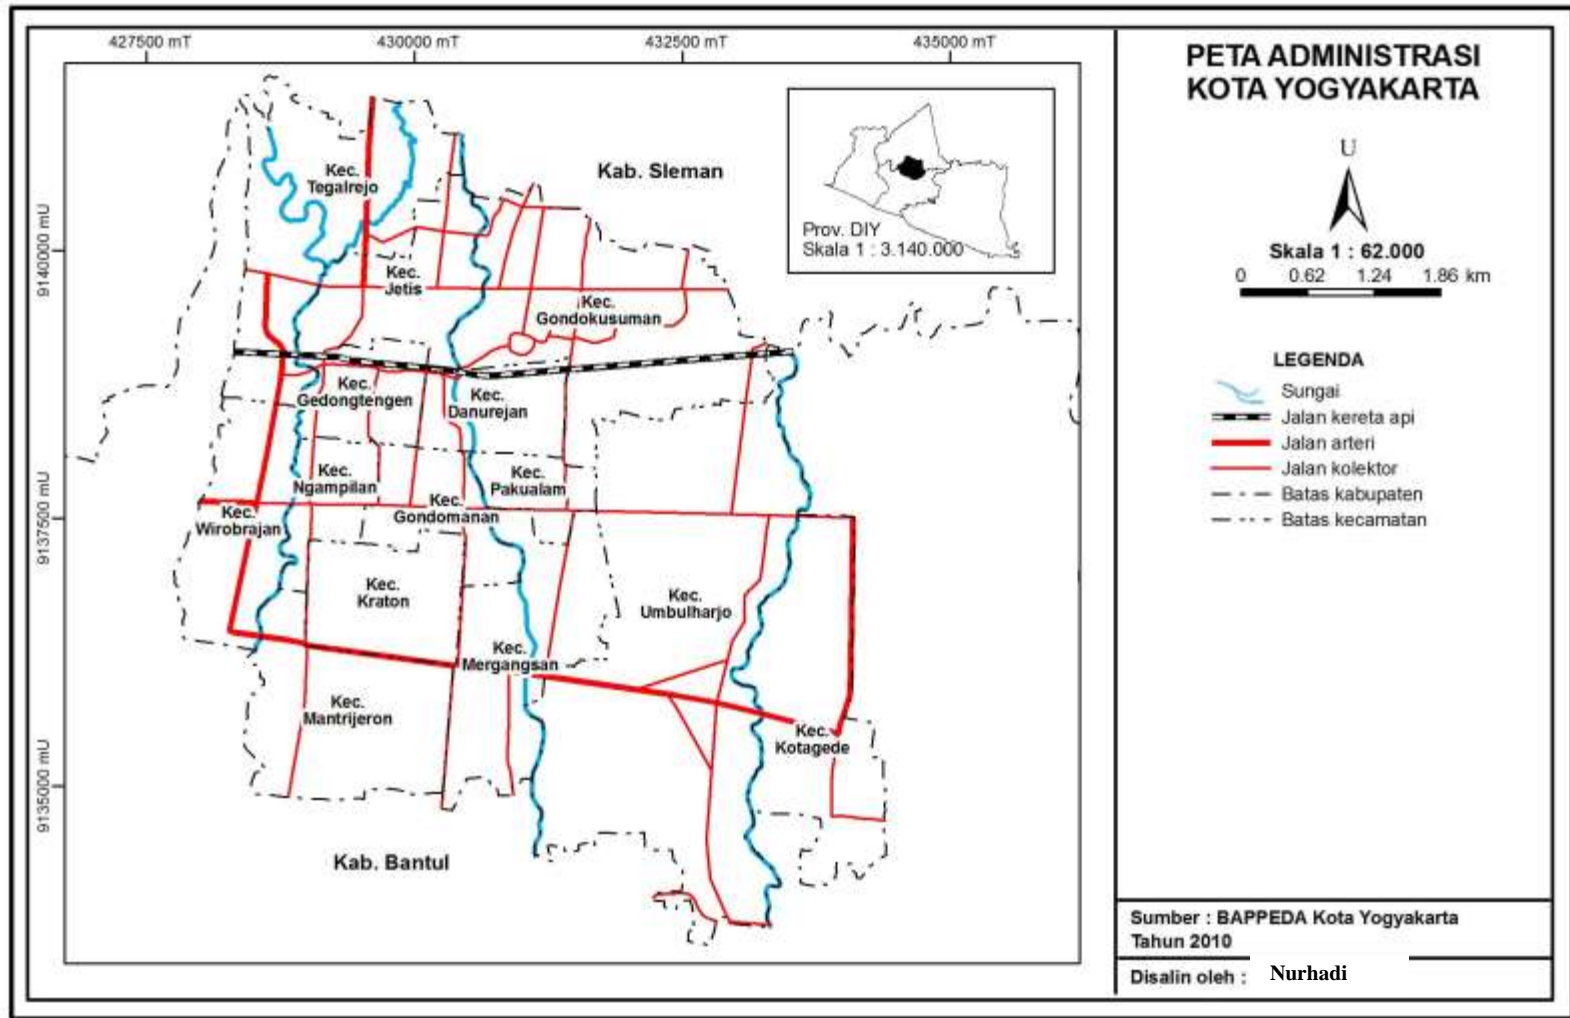 427500 mT
430000 mT
432500 mT
435000 mT
9140000 mU
9137500 mU
9135000 mU
Kab. Sleman
Kec.
Tegalrejo
Kec.
Jetis
Kec.
Gondokusuman
Kec.
Gedongtengen
Kec.
Danurejan
Kec.
Ngampilan
Kec.
Pakualam
Kec.
Gondomanan
Kec.
Wirobrajan
Kec.
Kraton
Kec.
Umbulharjo
Kec.
Mergangsan
Kec.
Mantrijeron
Kec.
Kotagede
Kab. Bantul
Prov. DIY
Skala 1 : 3.140.000
PETA ADMINISTRASI
KOTA YOGYAKARTA
U
Skala 1 : 62.000
0 0.62 1.24 1.86 km
LEGENDA
Sungai
Jalan kereta api
Jalan arteri
Jalan kolektor
Batas kabupaten
Batas kecamatan
Sumber : BAPPEDA Kota Yogyakarta
Tahun 2010
Disalin oleh : Nurhadi